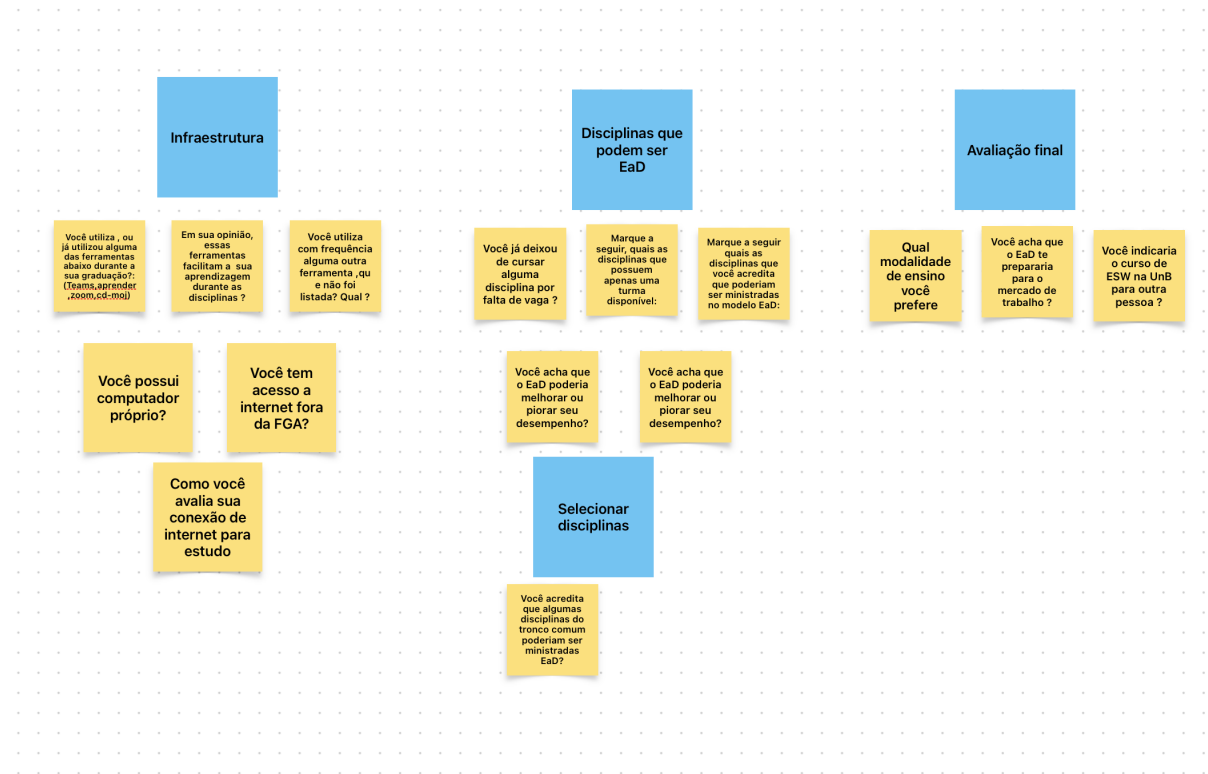 Infraestrutura
Você utiliza , ou
já utilizou alguma
das ferramentas
abaixo durante a
sua graduação?:
(Teams,aprender
,zoom,cd-moj)
Em sua opinião,
essas
ferramentas
facilitam a  sua
aprendizagem
durante as
disciplinas ?
Você utiliza
com frequência
alguma outra
ferramenta ,qu
e não foi
listada? Qual ?
Você possui
computador
próprio?
Você tem
acesso a
internet fora
da FGA?
Como você
avalia sua
conexão de
internet para
estudo
Disciplinas que
podem ser
EaD
Você já deixou
de cursar
alguma
disciplina por
falta de vaga ?
Marque a
seguir, quais as
disciplinas que
possuem
apenas uma
turma
disponível:
Marque a seguir
quais as
disciplinas que
você acredita
que poderiam
ser ministradas
no modelo EaD:
Você acha que
o EaD poderia
melhorar ou
piorar seu
desempenho?
Você acha que
o EaD poderia
melhorar ou
piorar seu
desempenho?
Selecionar
disciplinas
Você acredita
que algumas
disciplinas do
tronco comum
poderiam ser
ministradas
EaD?
Avaliação final
Qual
modalidade
de ensino
você
prefere
Você acha que
o EaD te
prepararia
para o
mercado de
trabalho ?
Você indicaria
o curso de
ESW na UnB
para outra
pessoa ?